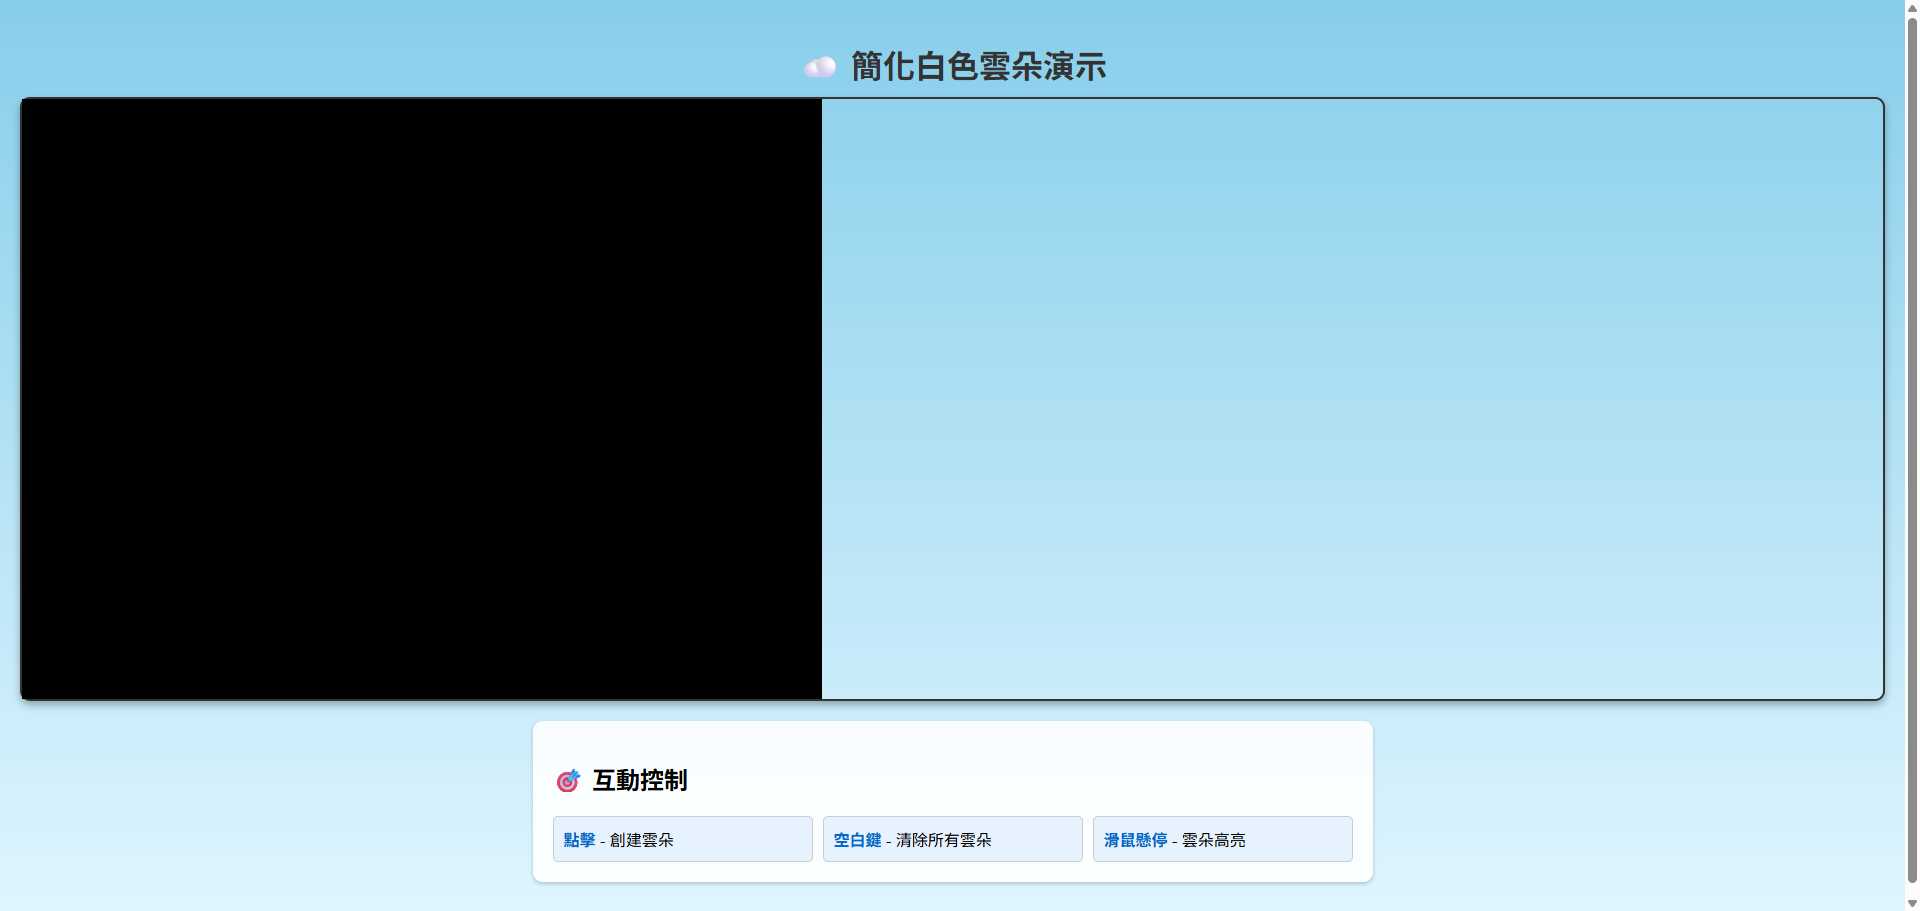 簡化白色雲朵演示
互動控制
點擊 - 創建雲朵
空白鍵 - 清除所有雲朵
滑鼠懸停 - 雲朵高亮